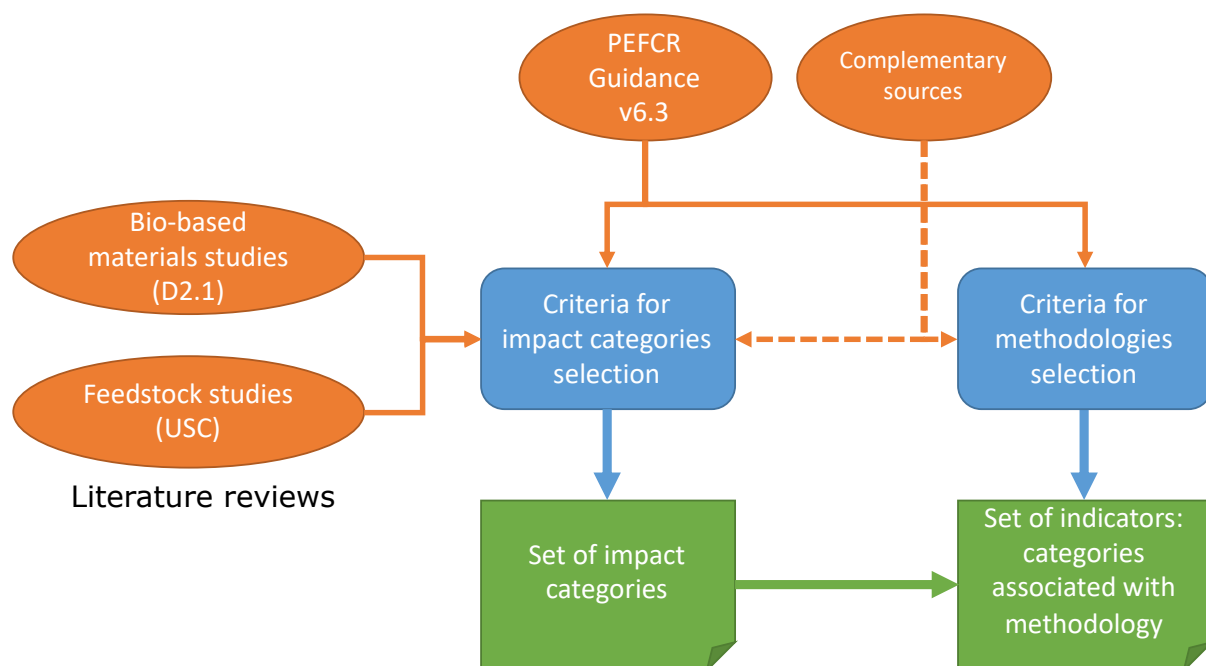 PEFCR
Guidance
v6.3
Complementary
sources
Bio-based
materials studies
(D2.1)
Feedstock studies
(USC)
Literature reviews
Criteria for
impact categories
selection
Criteria for
methodologies
selection
Set of impact
categories
Set of indicators:
categories
associated with
methodology